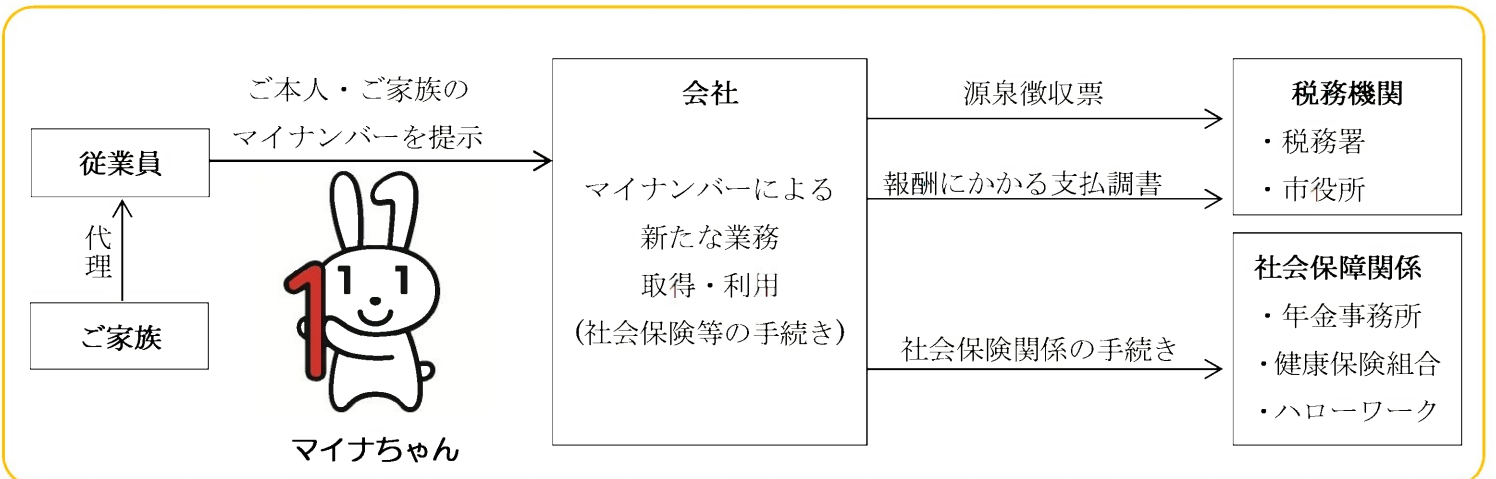 従業員
代理
ご家族
ご本人・ご家族の
マイナンバーを提示
1
マイナちゃん
会社
マイナンバーによる
新たな業務
取得・利用
(社会保険等の手続き)
源泉徴収票
報酬にかかる支払調書
社会保険関係の手続き
税務機関
・税務署
・市役所
社会保障関係
・年金事務所
・健康保険組合
・ハローワーク